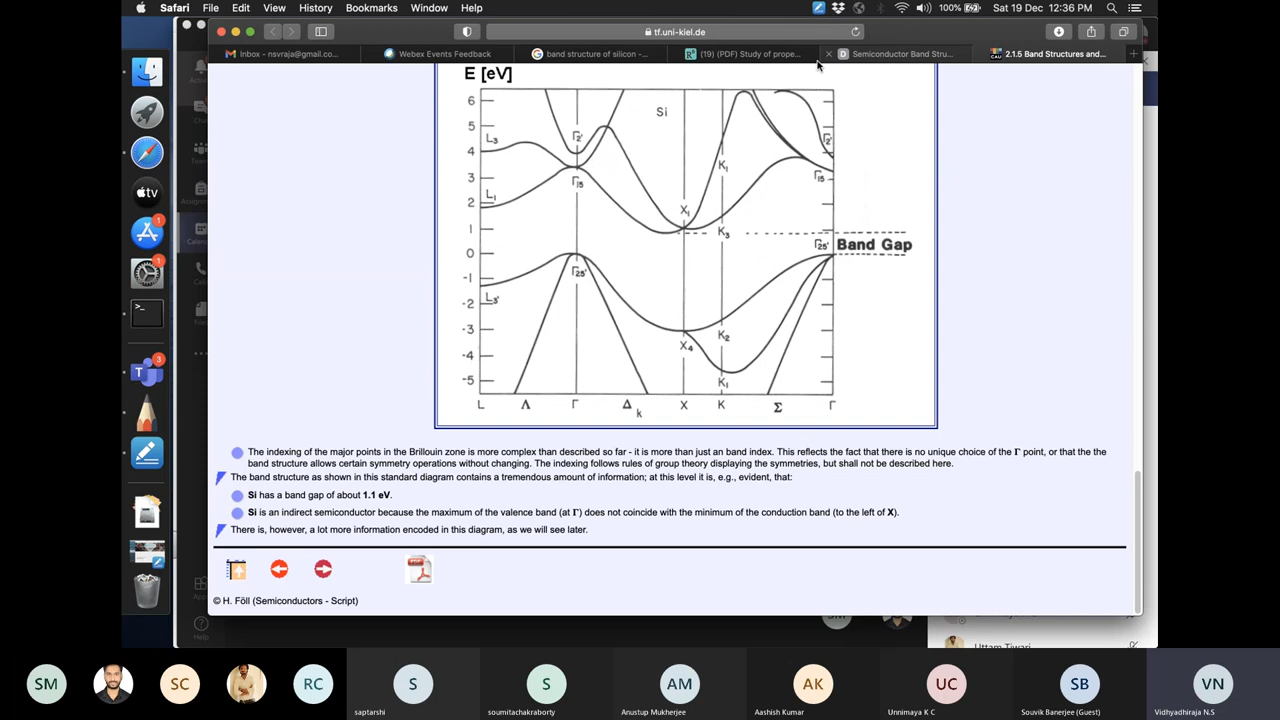 Safari File Edit View History Bookmarks Window Help 100% Sat 19 Dec 12:36 PM
tf.uni-kiel.de
Inbox - nsvraja@gmail.co... Webex Events Feedback band structure of silicon -... (19) (PDF) Study of prope... Semiconductor Band Stru... 2.1.5 Band Structures and...
E [eV]
6
5
4
3
2
1
0
-1
-2
-3
-4
-5
Si
L3
L1
L3'
Γ2'
Γ15
Γ25'
X1
X4
K1
K3
K2
K1
Γ2'
Γ15
Γ25'
Band Gap
L Λ Γ Δ k X K Σ Γ
The indexing of the major points in the Brillouin zone is more complex than described so far - it is more than just an band index. This reflects the fact that there is no unique choice of the Γ point, or that the the
band structure allows certain symmetry operations without changing. The indexing follows rules of group theory displaying the symmetries, but shall not be described here.
The band structure as shown in this standard diagram contains a tremendous amount of information; at this level it is, e.g., evident, that:
Si has a band gap of about 1.1 eV.
Si is an indirect semiconductor because the maximum of the valence band (at Γ) does not coincide with the minimum of the conduction band (to the left of X).
There is, however, a lot more information encoded in this diagram, as we will see later.
© H. Föll (Semiconductors - Script)
Help
Uttam Tiwari
SM SC RC S S AM AK UC SB VN
saptarshi soumitachakraborty Anustup Mukherjee Aashish Kumar Unnimaya K C Souvik Banerjee (Guest) Vidhyadhiraja N.S